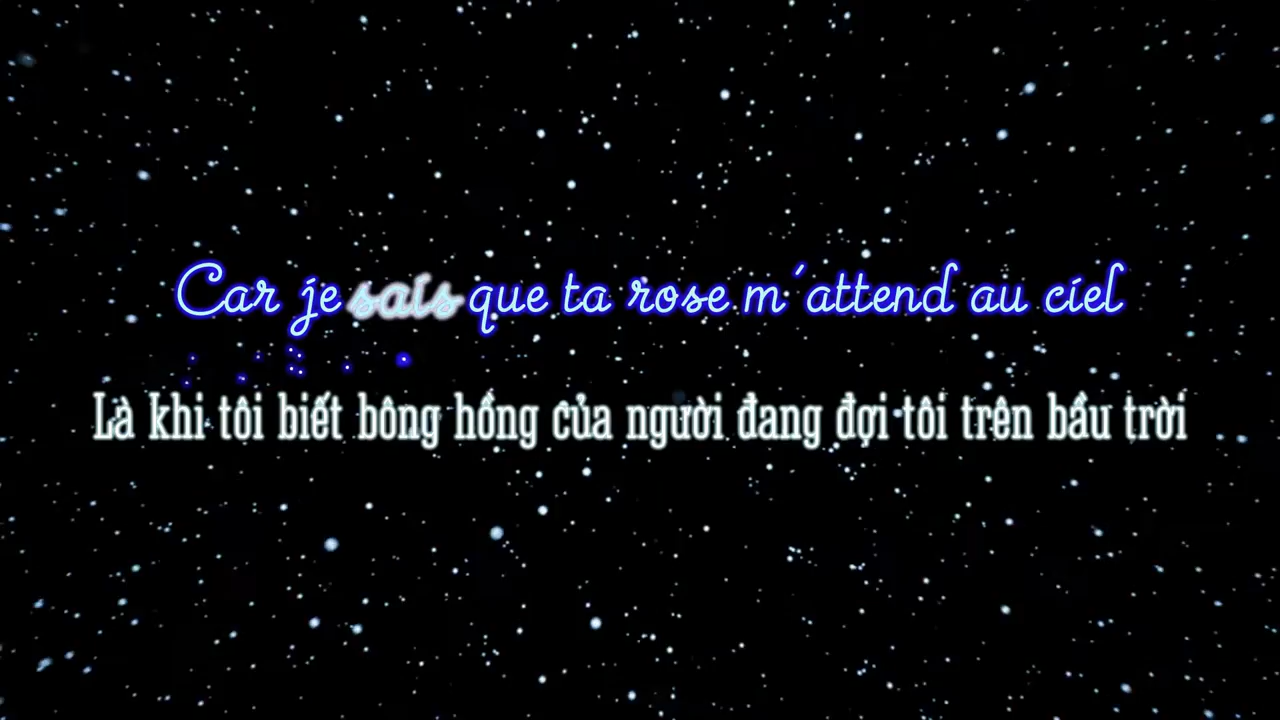 Car je sais que ta rose m´attend au ciel
Là khi tôi biết bông hồng của người đang đợi tôi trên bầu trời